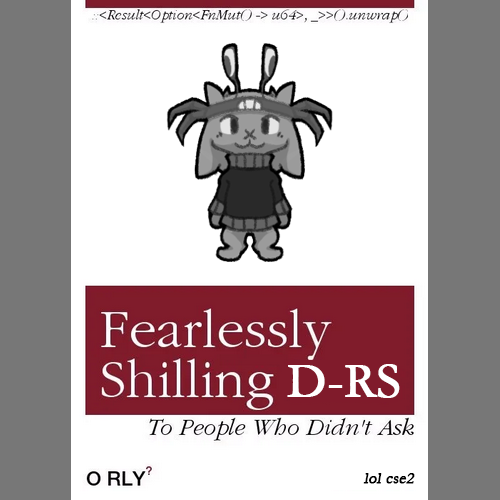 ::<Result<Option<FnMut() -> u64>, _>>().unwrap()
Fearlessly
Shilling D-RS
To People Who Didn't Ask
O RLY?
lol cse2